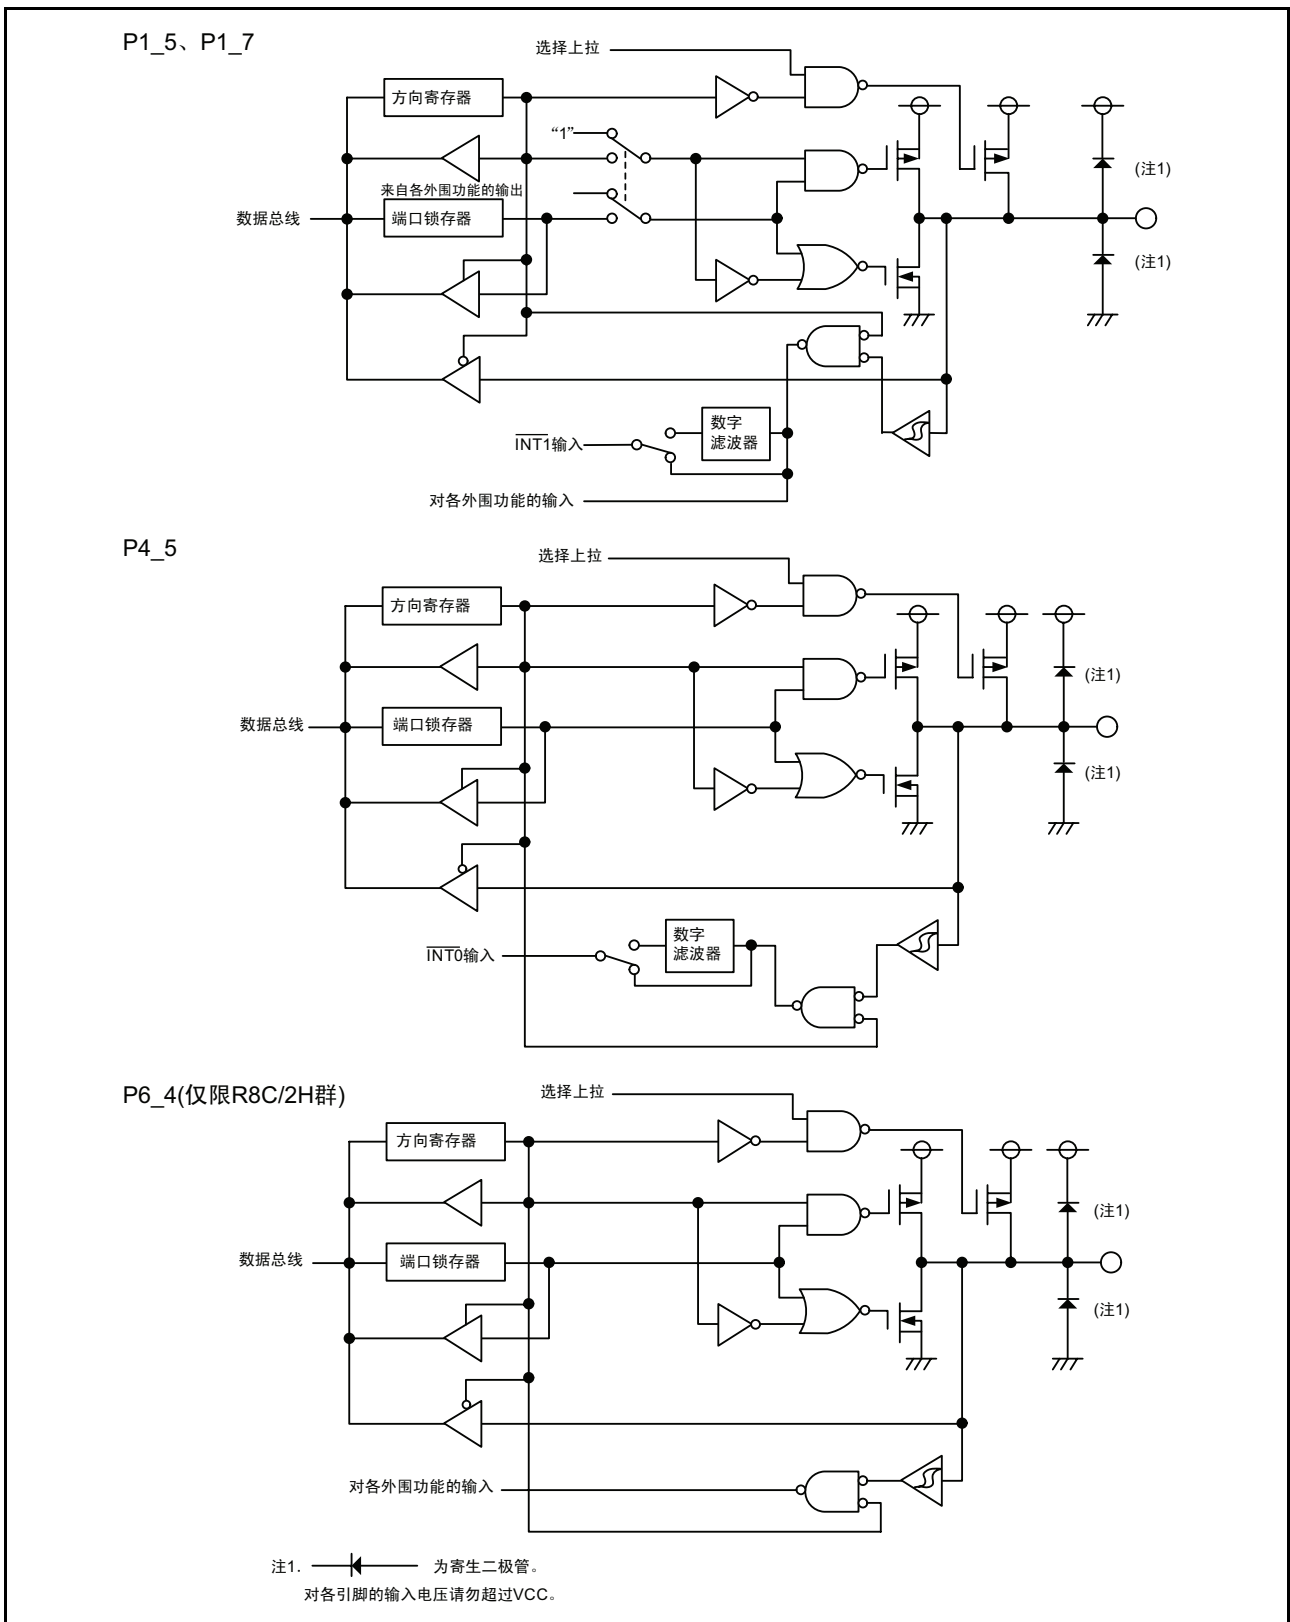 P1_5、P1_7
选择上拉
方向寄存器
“1”
(注1)
来自各外围功能的输出
数据总线
端口锁存器
(注1)
数字
滤波器
INT1输入
对各外围功能的输入
P4_5
选择上拉
方向寄存器
(注1)
数据总线
端口锁存器
(注1)
数字
滤波器
INT0输入
P6_4(仅限R8C/2H群)
选择上拉
方向寄存器
(注1)
数据总线
端口锁存器
(注1)
对各外围功能的输入
注1. 为寄生二极管。
对各引脚的输入电压请勿超过VCC。